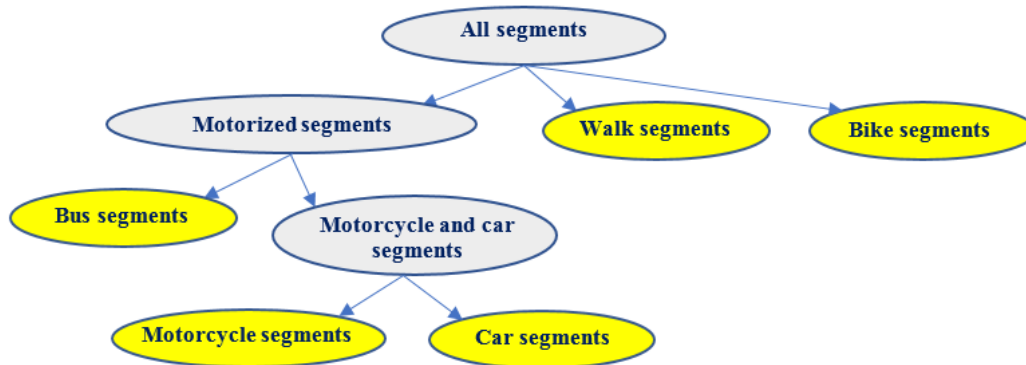 All segments
Motorized segments
Walk segments
Bike segments
Bus segments
Motorcycle and car
segments
Motorcycle segments
Car segments